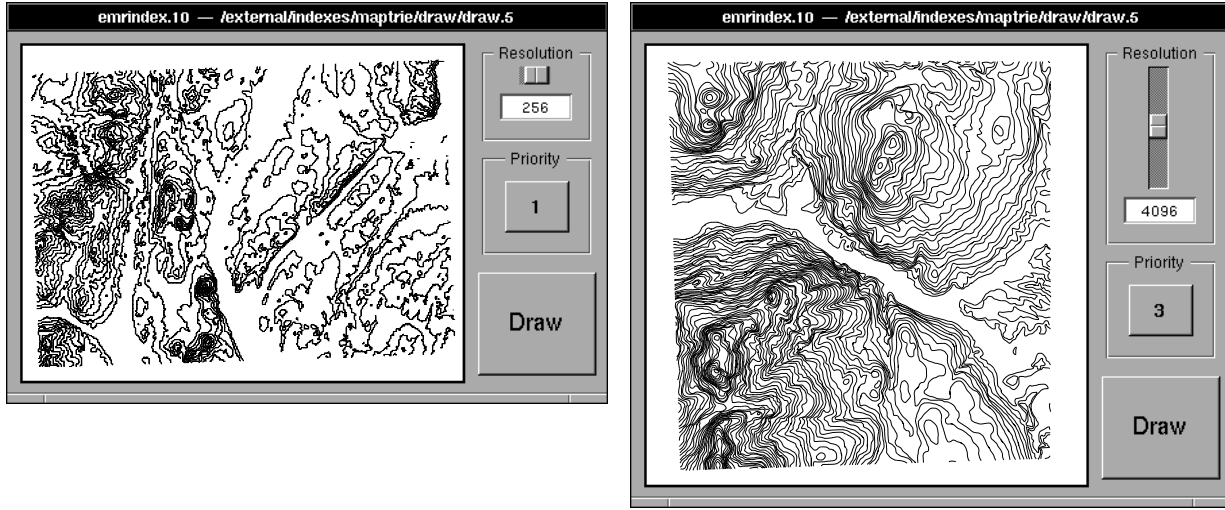 emrindex.10 — /external/indexes/maptrie/draw/draw.5
Resolution
256
Priority
1
Draw
emrindex.10 — /external/indexes/maptrie/draw/draw.5
Resolution
4096
Priority
3
Draw